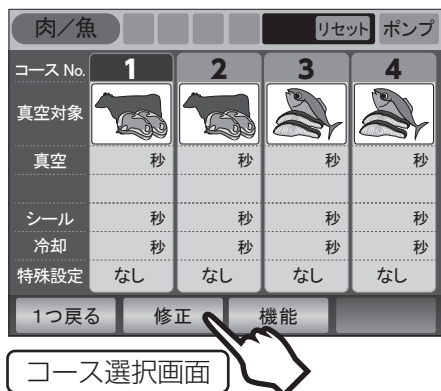 肉／魚 リセット ポンプ
コース No. 1 2 3 4
真空対象
真空 秒 秒 秒 秒
シール 秒 秒 秒 秒
冷却 秒 秒 秒 秒
特殊設定 なし なし なし なし
1つ戻る 修正 機能
コース選択画面